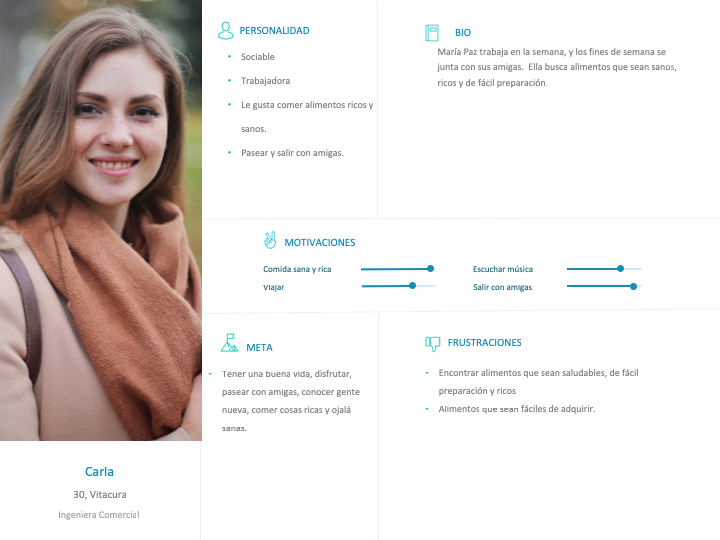 PERSONALIDAD
Sociable
Trabajadora
Le gusta comer alimentos ricos y
sanos.
Pasear y salir con amigas.
BIO
María Paz trabaja en la semana, y los fines de semana se
junta con sus amigas. Ella busca alimentos que sean sanos,
ricos y de fácil preparación.
MOTIVACIONES
Comida sana y rica
Escuchar música
Viajar
Salir con amigas
META
Tener una buena vida, disfrutar,
pasear con amigas, conocer gente
nueva, comer cosas ricas y ojalá
sanas.
FRUSTRACIONES
Encontrar alimentos que sean saludables, de fácil
preparación y ricos
Alimentos que sean fáciles de adquirir.
Carla
30, Vitacura
Ingeniera Comercial